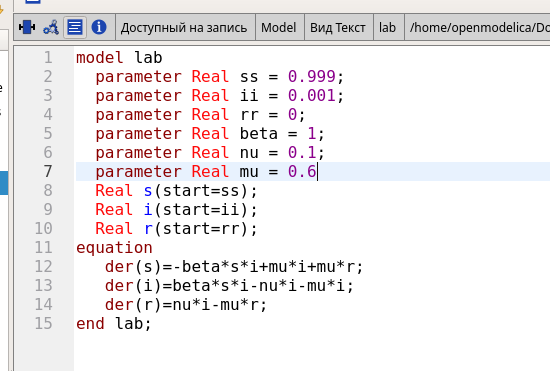 Доступный на запись Model Вид Текст lab /home/openmodelica/Do
1 model lab
2 parameter Real ss = 0.999;
3 parameter Real ii = 0.001;
4 parameter Real rr = 0;
5 parameter Real beta = 1;
6 parameter Real nu = 0.1;
7 parameter Real mu = 0.6
8 Real s(start=ss);
9 Real i(start=ii);
10 Real r(start=rr);
11 equation
12 der(s)=-beta*s*i+mu*i+mu*r;
13 der(i)=beta*s*i-nu*i-mu*i;
14 der(r)=nu*i-mu*r;
15 end lab;